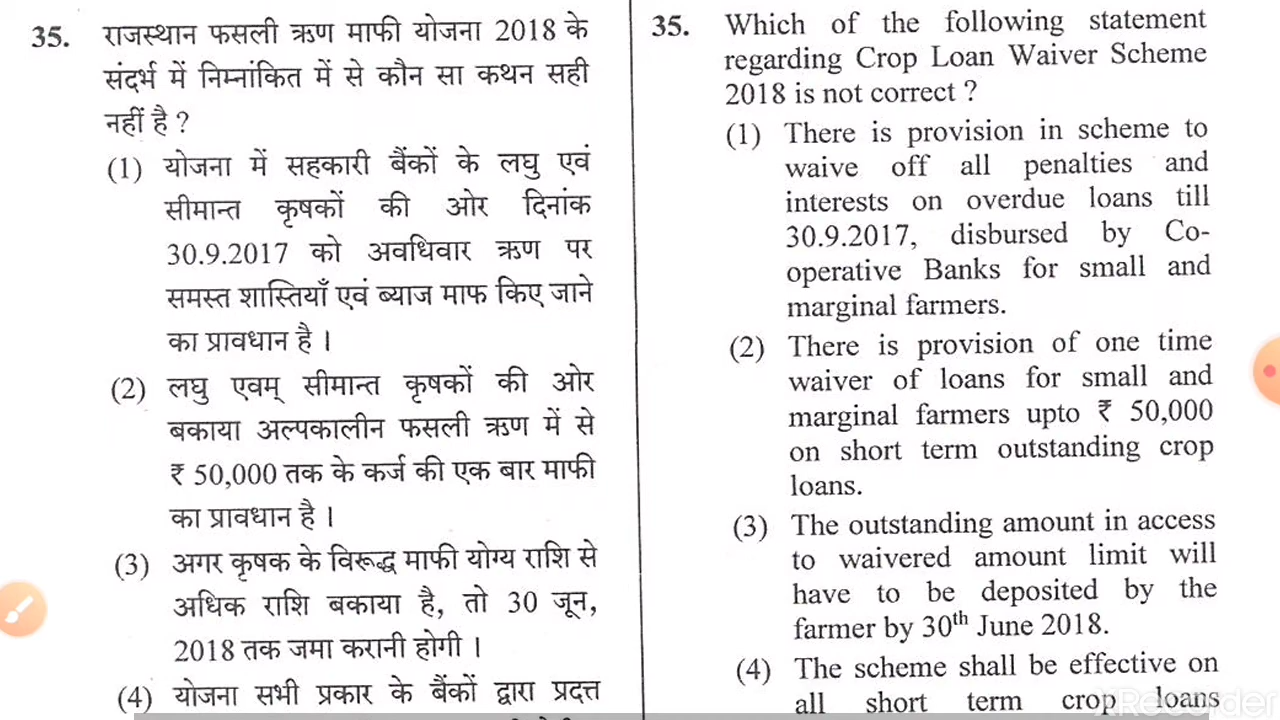 35. राजस्थान फसली ऋण माफी योजना 2018 के
संदर्भ में निम्नांकित में से कौन सा कथन सही
नहीं है ?
(1) योजना में सहकारी बैंकों के लघु एवं
सीमान्त कृषकों की ओर दिनांक
30.9.2017 को अवधिवार ऋण पर
समस्त शास्तियाँ एवं ब्याज माफ किए जाने
का प्रावधान है ।
(2) लघु एवम् सीमान्त कृषकों की ओर
बकाया अल्पकालीन फसली ऋण में से
₹ 50,000 तक के कर्ज की एक बार माफी
का प्रावधान है ।
(3) अगर कृषक के विरूद्ध माफी योग्य राशि से
अधिक राशि बकाया है, तो 30 जून,
2018 तक जमा करानी होगी ।
(4) योजना सभी प्रकार के बैंकों द्वारा प्रदत्त
35. Which of the following statement
regarding Crop Loan Waiver Scheme
2018 is not correct ?
(1) There is provision in scheme to
waive off all penalties and
interests on overdue loans till
30.9.2017, disbursed by Co-
operative Banks for small and
marginal farmers.
(2) There is provision of one time
waiver of loans for small and
marginal farmers upto ₹ 50,000
on short term outstanding crop
loans.
(3) The outstanding amount in access
to waivered amount limit will
have to be deposited by the
farmer by 30th June 2018.
(4) The scheme shall be effective on
all short term crop loans
XRecorder